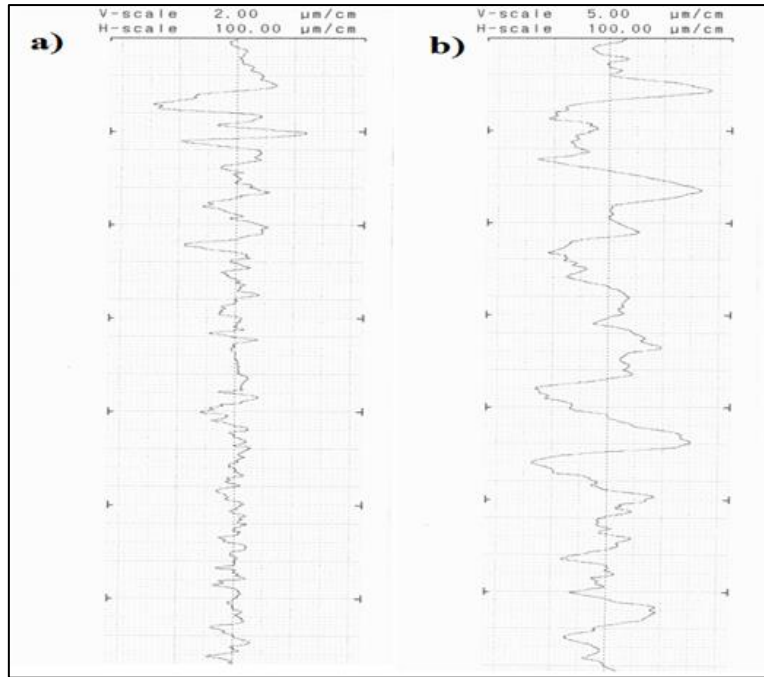 a)
V-scale 2.00 µm/cm
H-scale 100.00 µm/cm
b)
V-scale 5.00 µm/cm
H-scale 100.00 µm/cm